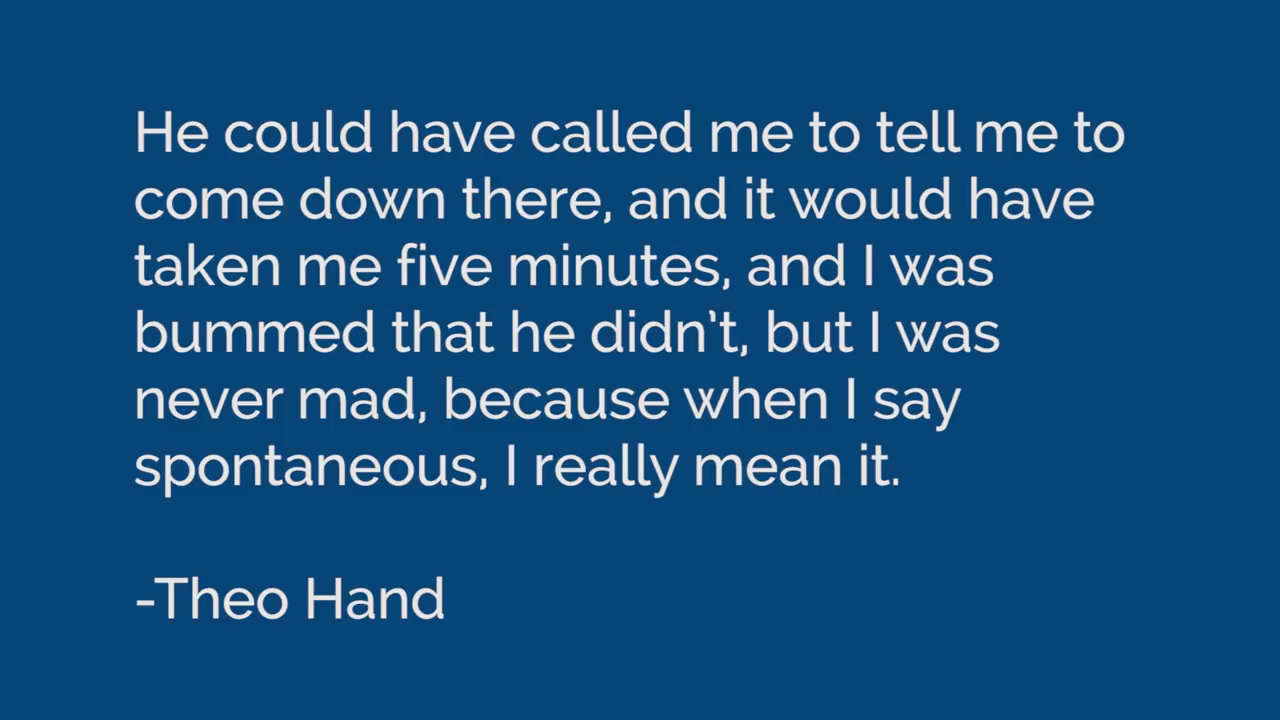 He could have called me to tell me to
come down there, and it would have
taken me five minutes, and I was
bummed that he didn’t, but I was
never mad, because when I say
spontaneous, I really mean it.
-Theo Hand